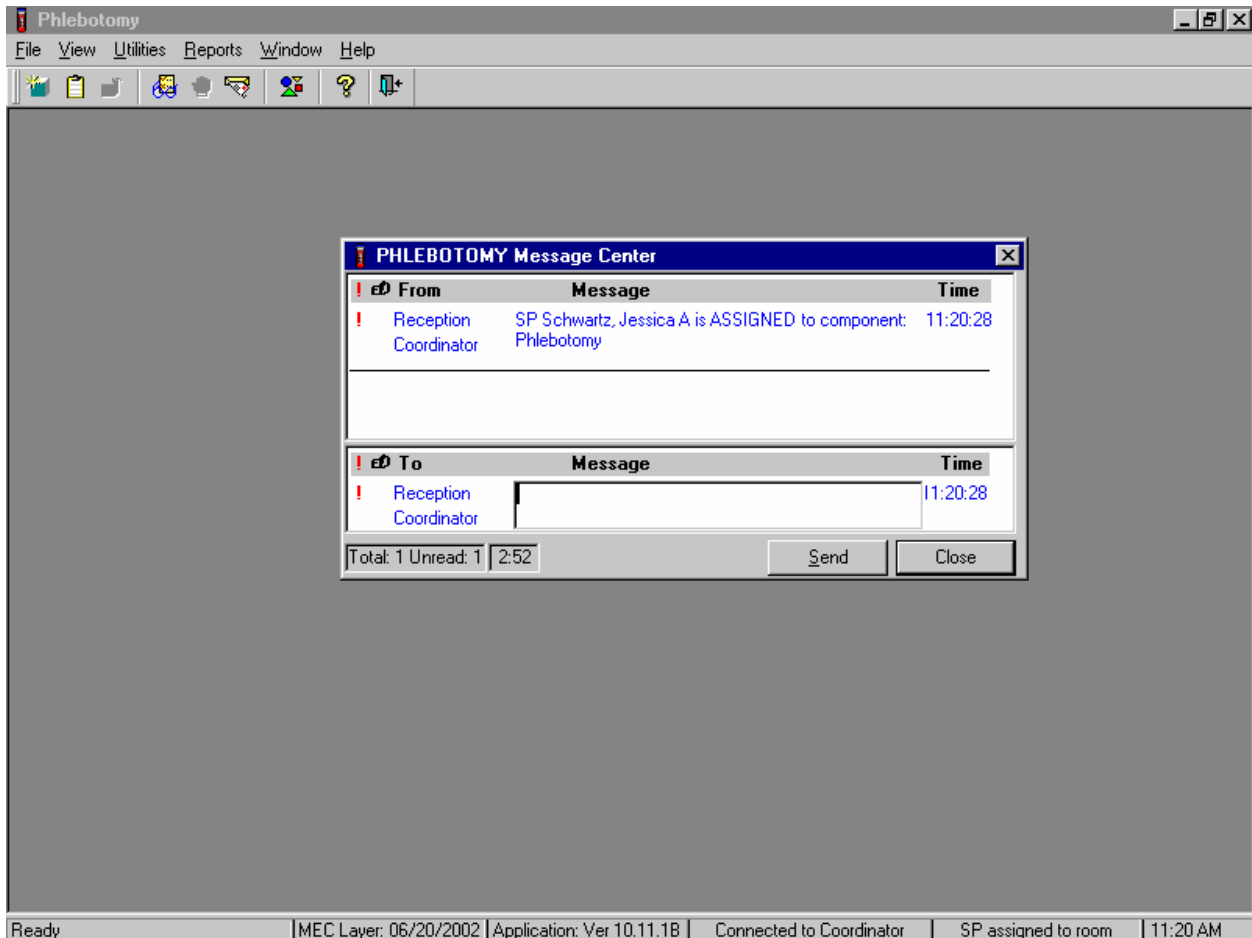 Phlebotomy
File View Utilities Reports Window Help
PHLEBOTOMY Message Center
! From Message Time
! Reception SP Schwartz, Jessica A is ASSIGNED to component: 11:20:28
Coordinator Phlebotomy
! To Message Time
! Reception 11:20:28
Coordinator
Total: 1 Unread: 1 2:52 Send Close
Ready MEC Layer: 06/20/2002 Application: Ver 10.11.1B Connected to Coordinator SP assigned to room 11:20 AM